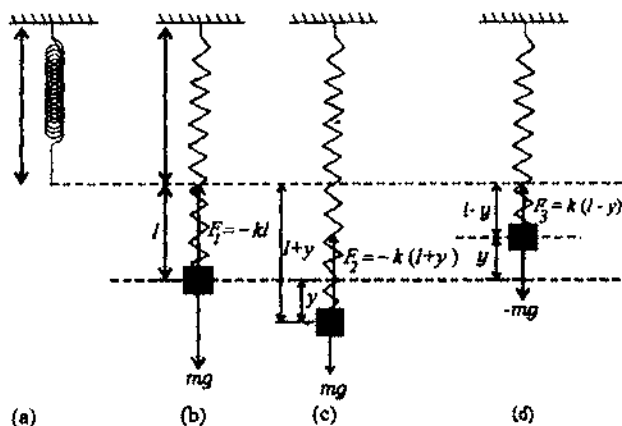 l
F₁ = -kl
mg
l+y
y
F₂ = -k (l+y)
mg
l-y
F₃ = k (l-y)
y
-mg
(a) (b) (c) (d)